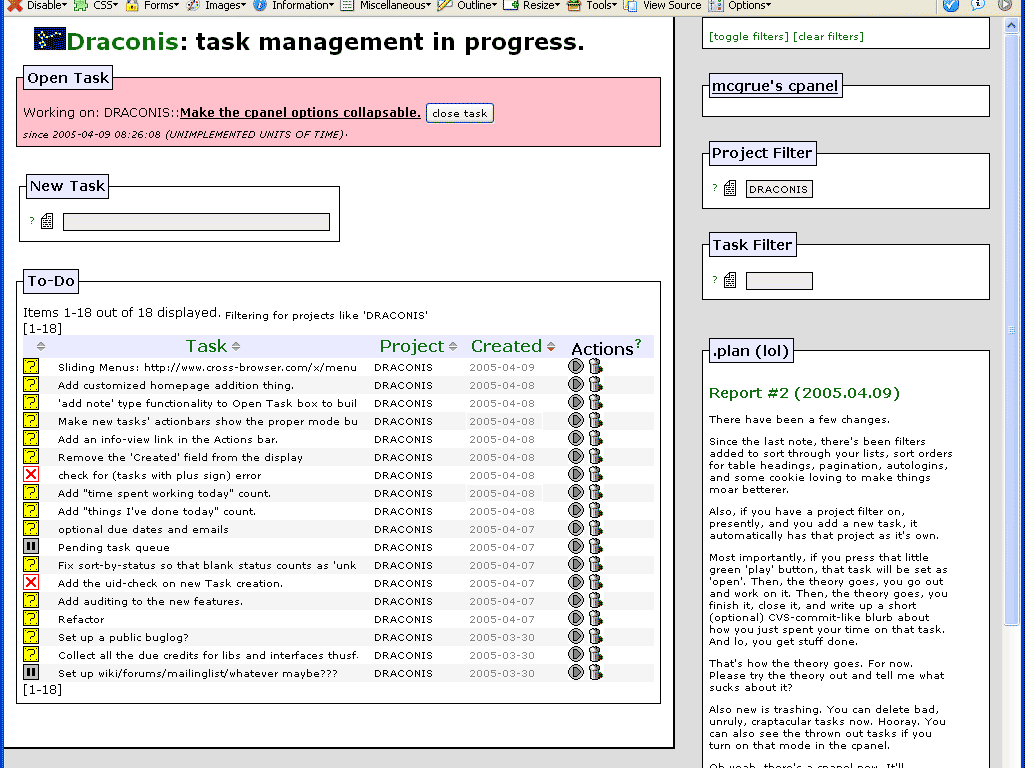 Disable▾ CSS▾ Forms▾ Images▾ Information▾ Miscellaneous▾ Outline▾ Resize▾ Tools▾ View Source Options▾
Draconis: task management in progress.
Open Task
Working on: DRACONIS::Make the cpanel options collapsable. close task
since 2005-04-09 08:26:08 (UNIMPLEMENTED UNITS OF TIME).
New Task
?
To-Do
Items 1-18 out of 18 displayed. Filtering for projects like 'DRACONIS'
[1-18]
Task Project Created Actions?
? Sliding Menus: http://www.cross-browser.com/x/menu DRACONIS 2005-04-09
? Add customized homepage addition thing. DRACONIS 2005-04-08
? 'add note' type functionality to Open Task box to buil DRACONIS 2005-04-08
? Make new tasks' actionbars show the proper mode bu DRACONIS 2005-04-08
? Add an info-view link in the Actions bar. DRACONIS 2005-04-08
? Remove the 'Created' field from the display DRACONIS 2005-04-08
check for (tasks with plus sign) error DRACONIS 2005-04-08
? Add "time spent working today" count. DRACONIS 2005-04-08
? Add "things I've done today" count. DRACONIS 2005-04-08
? optional due dates and emails DRACONIS 2005-04-07
Pending task queue DRACONIS 2005-04-07
? Fix sort-by-status so that blank status counts as 'unk DRACONIS 2005-04-07
Add the uid-check on new Task creation. DRACONIS 2005-04-07
? Add auditing to the new features. DRACONIS 2005-04-07
? Refactor DRACONIS 2005-04-07
? Set up a public buglog? DRACONIS 2005-03-30
? Collect all the due credits for libs and interfaces thusf. DRACONIS 2005-03-30
Set up wiki/forums/mailinglist/whatever maybe??? DRACONIS 2005-03-30
[1-18]
[toggle filters] [clear filters]
mcgrue's cpanel
Project Filter
? DRACONIS
Task Filter
?
.plan (lol)
Report #2 (2005.04.09)
There have been a few changes.
Since the last note, there's been filters
added to sort through your lists, sort orders
for table headings, pagination, autologins,
and some cookie loving to make things
moar betterer.
Also, if you have a project filter on,
presently, and you add a new task, it
automatically has that project as it's own.
Most importantly, if you press that little
green 'play' button, that task will be set as
'open'. Then, the theory goes, you go out
and work on it. Then, the theory goes, you
finish it, close it, and write up a short
(optional) CVS-commit-like blurb about
how you just spent your time on that task.
And lo, you get stuff done.
That's how the theory goes. For now.
Please try the theory out and tell me what
sucks about it?
Also new is trashing. You can delete bad,
unruly, craptacular tasks now. Hooray. You
can also see the thrown out tasks if you
turn on that mode in the cpanel.
Oh yeah, there's a cpanel now. It'll